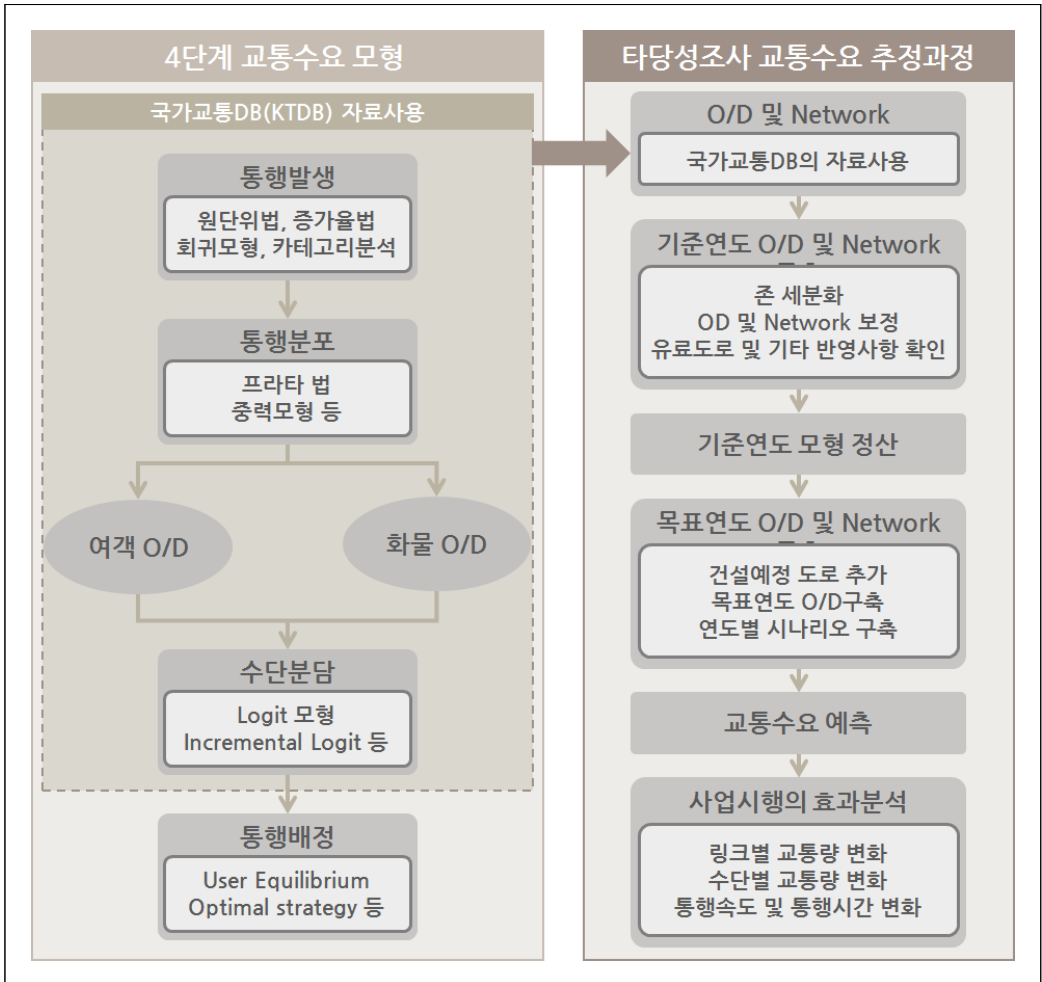 4단계 교통수요 모형
국가교통DB(KTDB) 자료사용
통행발생
원단위법, 증가율법
회귀모형, 카테고리분석
통행분포
프라타 법
중력모형 등
여객 O/D
화물 O/D
수단분담
Logit 모형
Incremental Logit 등
통행배정
User Equilibrium
Optimal strategy 등
타당성조사 교통수요 추정과정
O/D 및 Network
국가교통DB의 자료사용
기준연도 O/D 및 Network
존 세분화
OD 및 Network 보정
유료도로 및 기타 반영사항 확인
기준연도 모형 정산
목표연도 O/D 및 Network
건설예정 도로 추가
목표연도 O/D구축
연도별 시나리오 구축
교통수요 예측
사업시행의 효과분석
링크별 교통량 변화
수단별 교통량 변화
통행속도 및 통행시간 변화